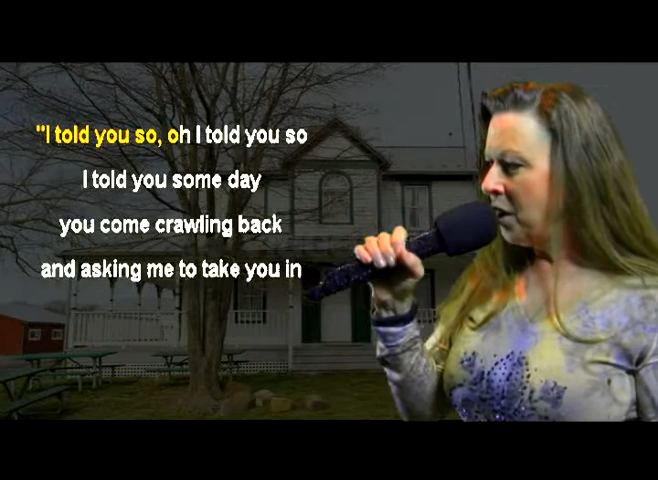 "I told you so, oh I told you so
I told you some day
you come crawling back
and asking me to take you in